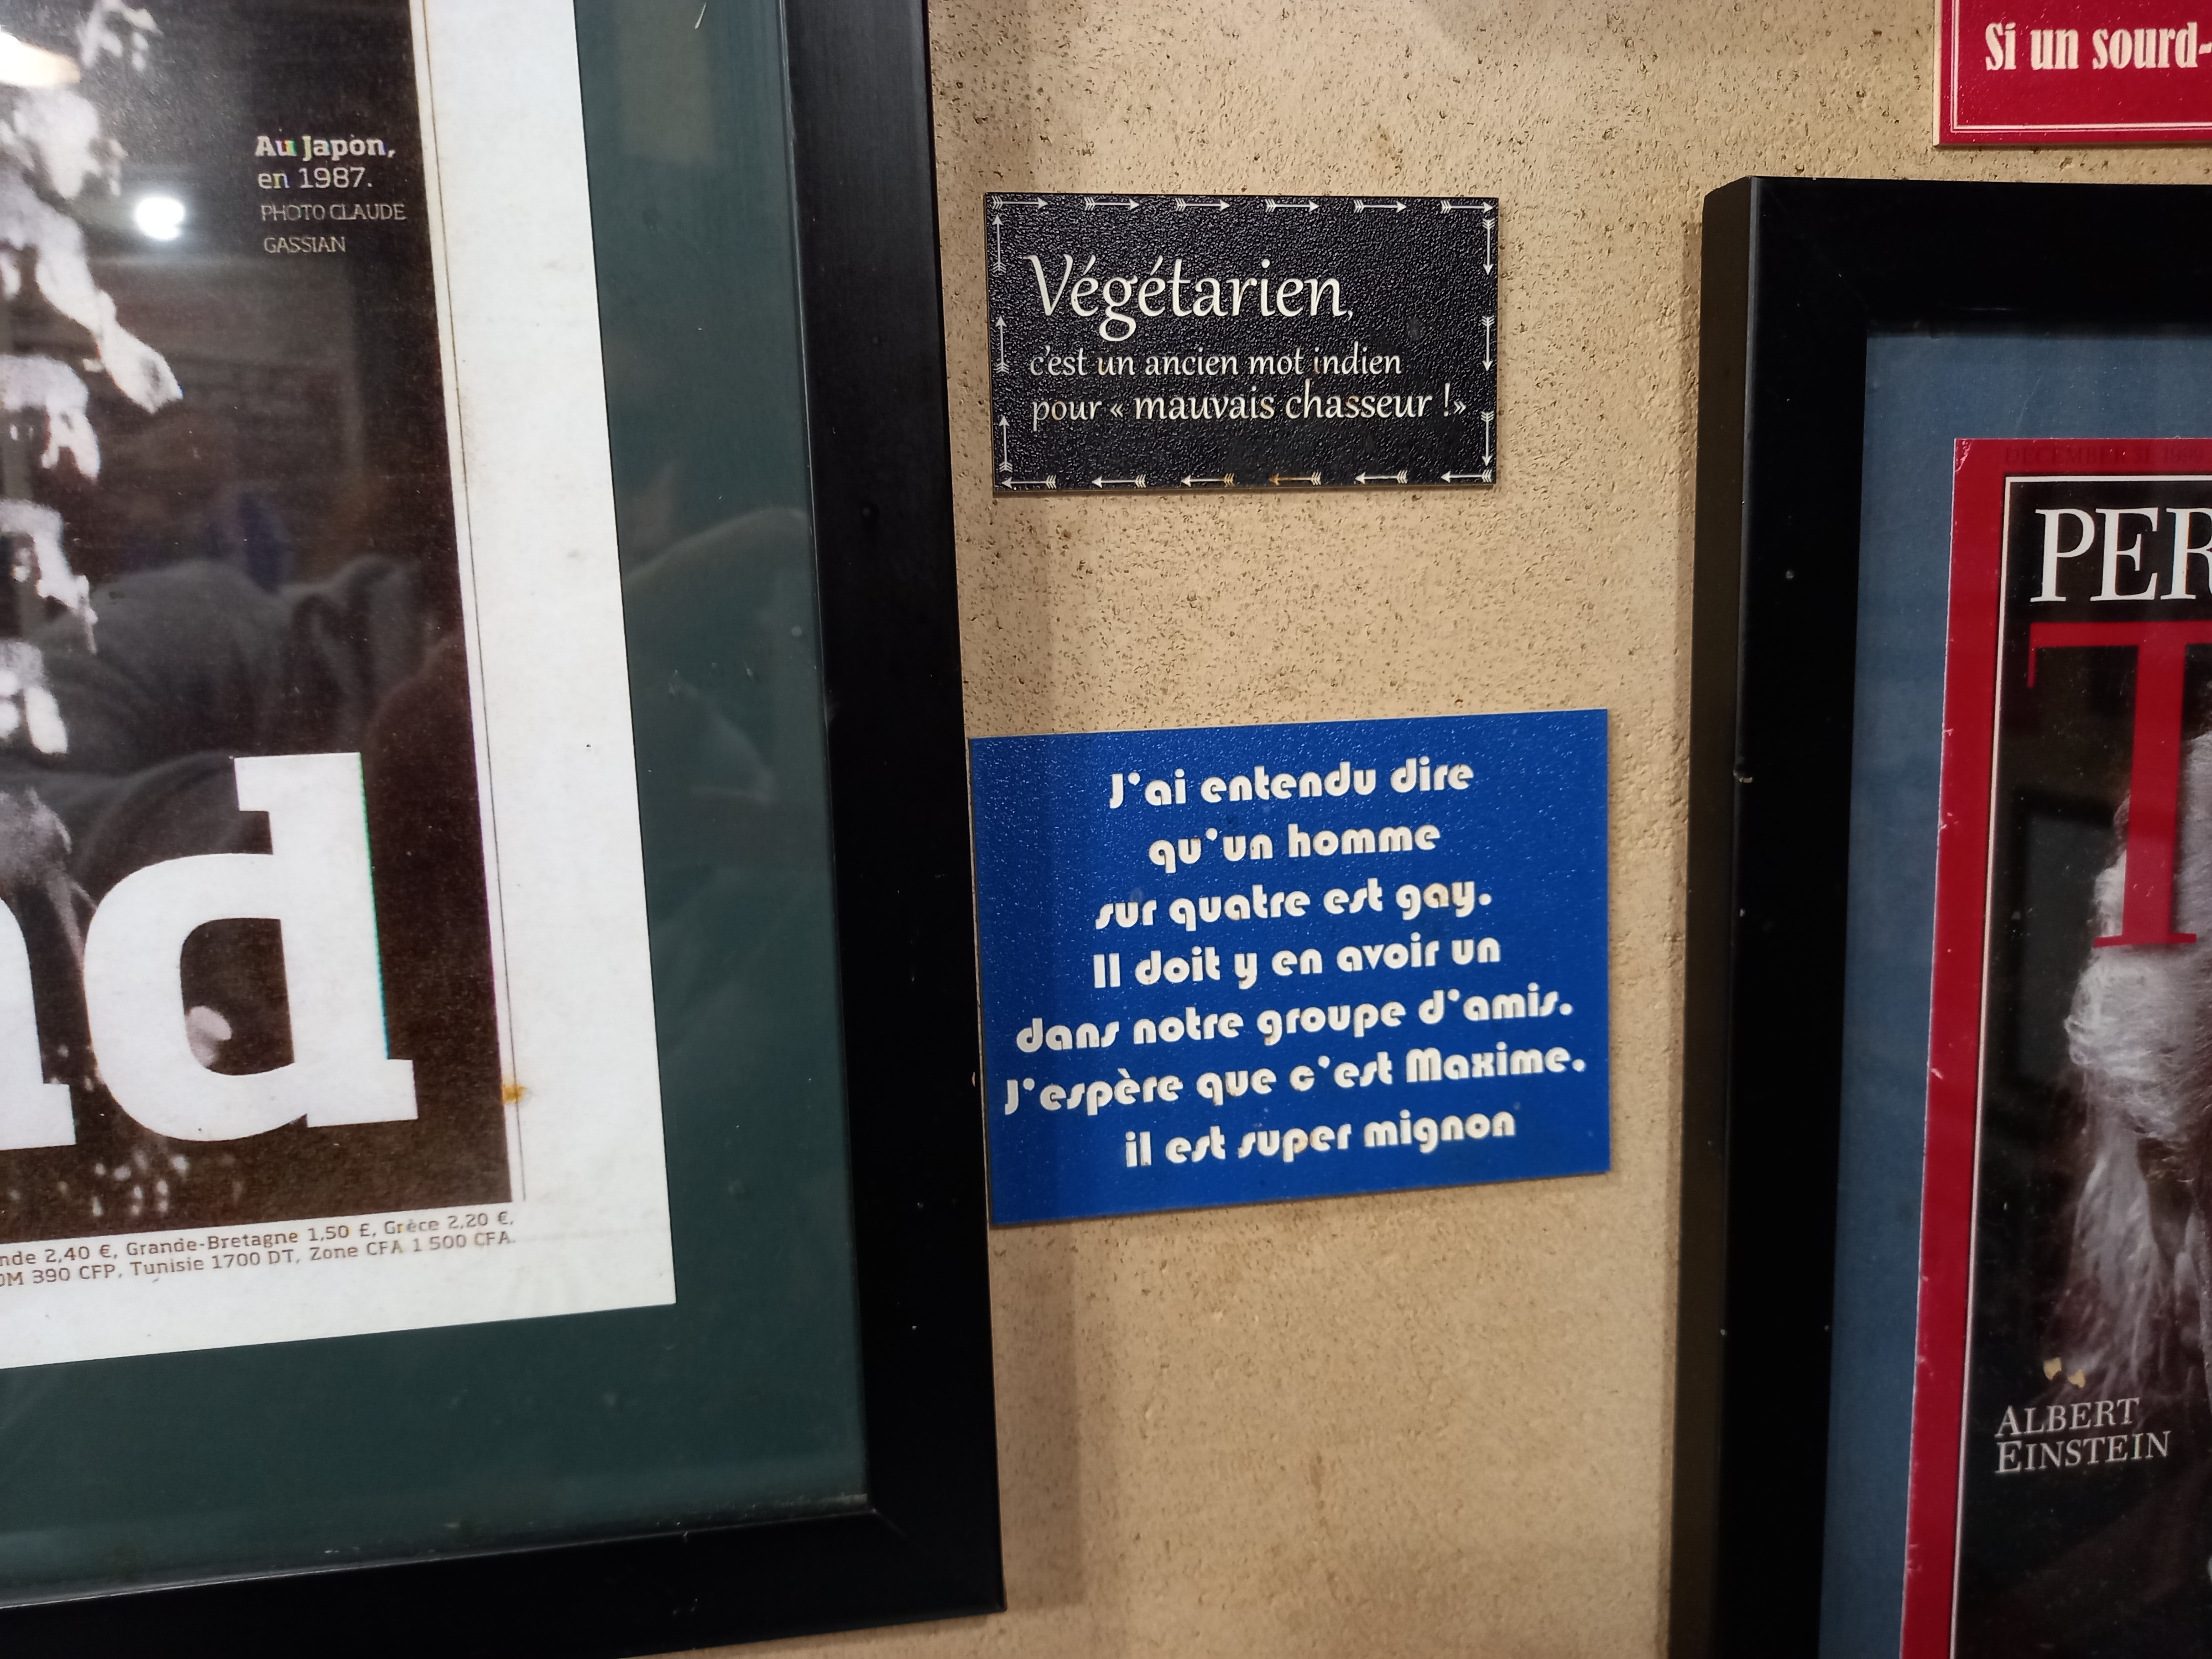 Au Japon,
en 1987.
PHOTO CLAUDE
GASSIAN
nd
nde 2,40 €, Grande-Bretagne 1,50 £, Grèce 2,20 €,
OM 390 CFP, Tunisie 1700 DT, Zone CFA 1 500 CFA.
Végétarien,
c'est un ancien mot indien
pour « mauvais chasseur !»
J'ai entendu dire
qu'un homme
sur quatre est gay.
Il doit y en avoir un
dans notre groupe d'amis.
J'espère que c'est Maxime.
il est super mignon
Si un sourd-
DECEMBER 31, 1999
PER
T
ALBERT
EINSTEIN